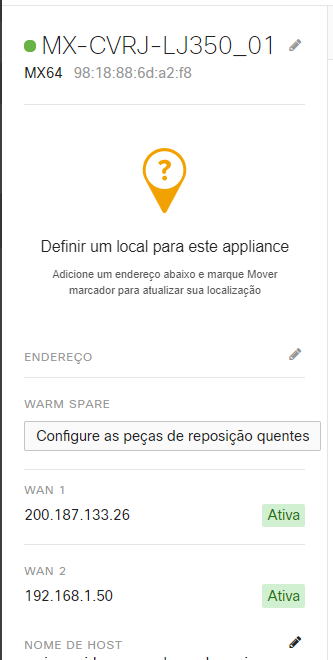 MX-CVRJ-LJ350_01
MX64 98:18:88:6d:a2:f8
?
Definir um local para este appliance
Adicione um endereço abaixo e marque Mover
marcador para atualizar sua localização
ENDEREÇO
WARM SPARE
Configure as peças de reposição quentes
WAN 1
200.187.133.26 Ativa
WAN 2
192.168.1.50 Ativa
NOME DE HOST